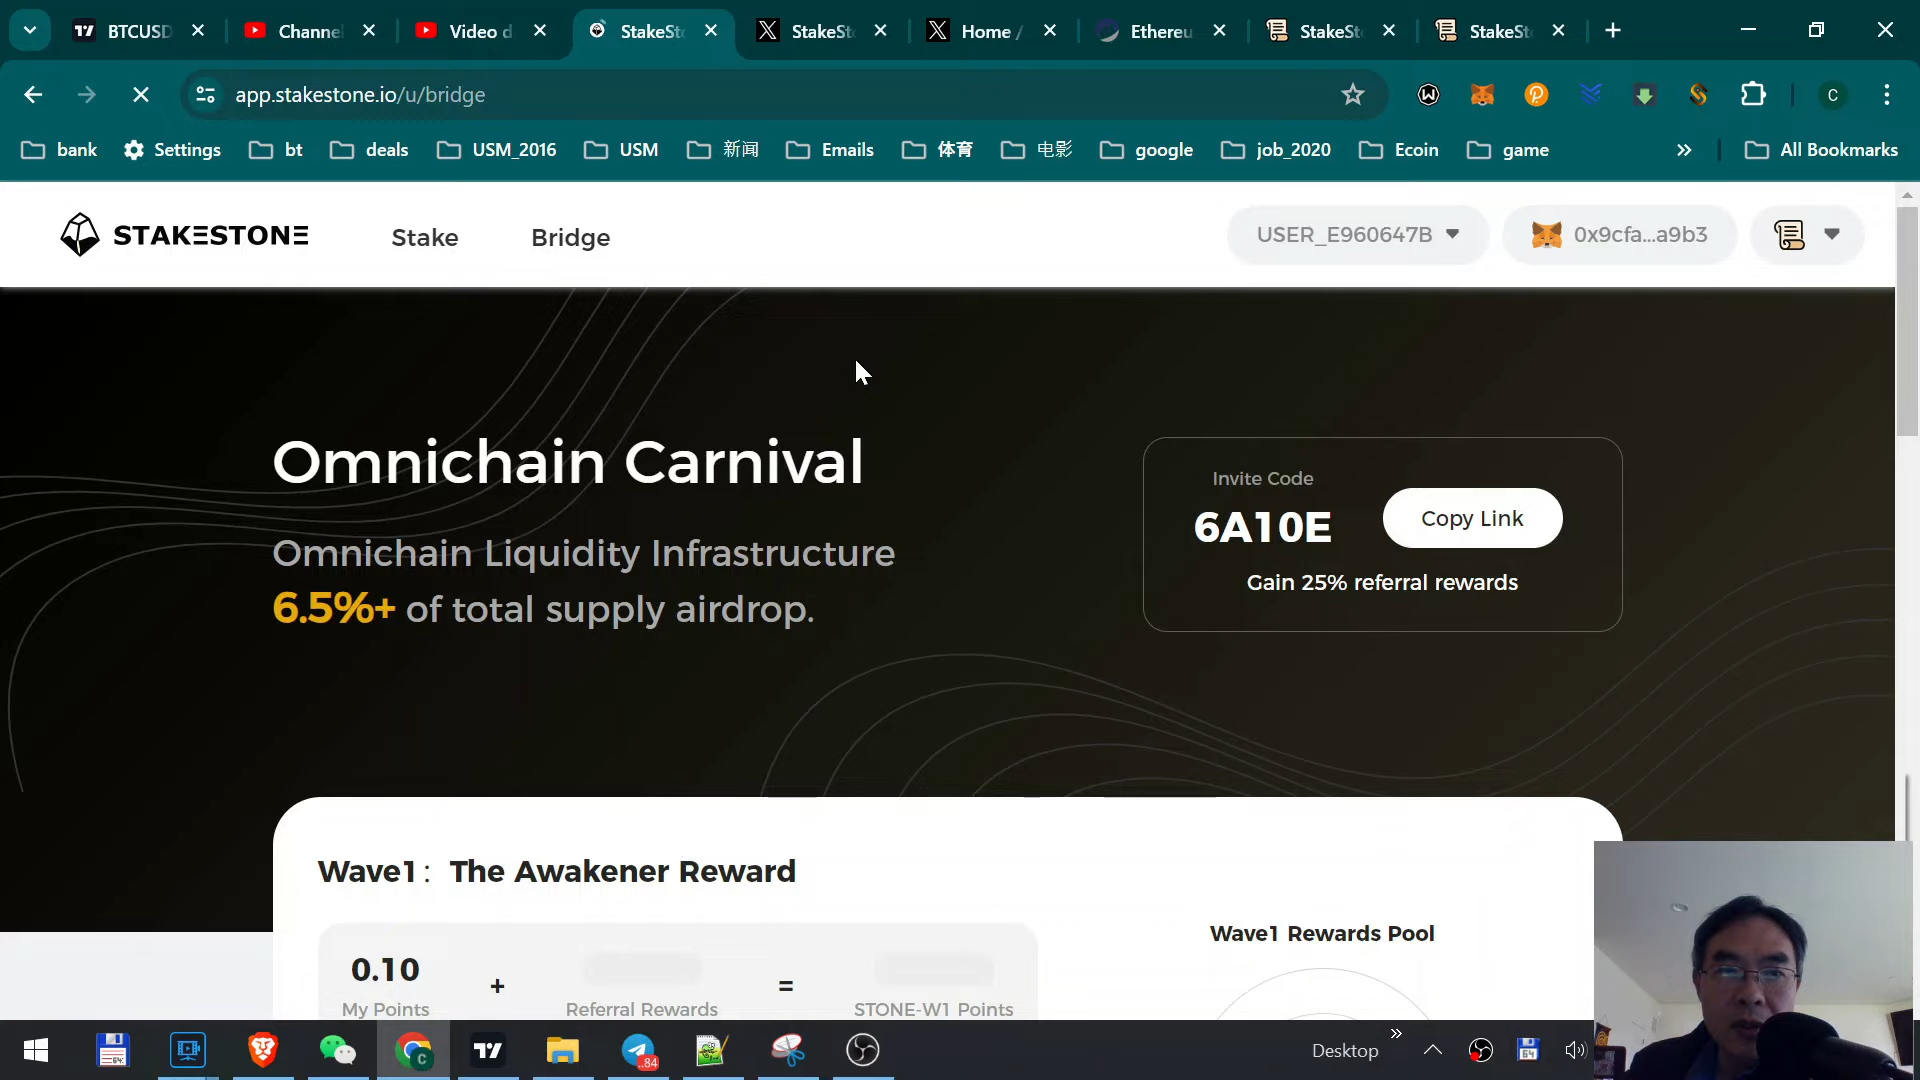 BTCUSD
Channel
Video d
StakeSt
StakeSt
Home /
Ethereu
StakeSt
StakeSt
app.stakestone.io/u/bridge
C
bank
Settings
bt
deals
USM_2016
USM
新闻
Emails
体育
电影
google
job_2020
Ecoin
game
All Bookmarks
STAKESTONE
Stake
Bridge
USER_E960647B
0x9cfa...a9b3
Omnichain Carnival
Omnichain Liquidity Infrastructure
6.5%+ of total supply airdrop.
Invite Code
6A10E
Copy Link
Gain 25% referral rewards
Wave1: The Awakener Reward
0.10
+
=
My Points
Referral Rewards
STONE-W1 Points
Wave1 Rewards Pool
64
C
..84
Desktop
64